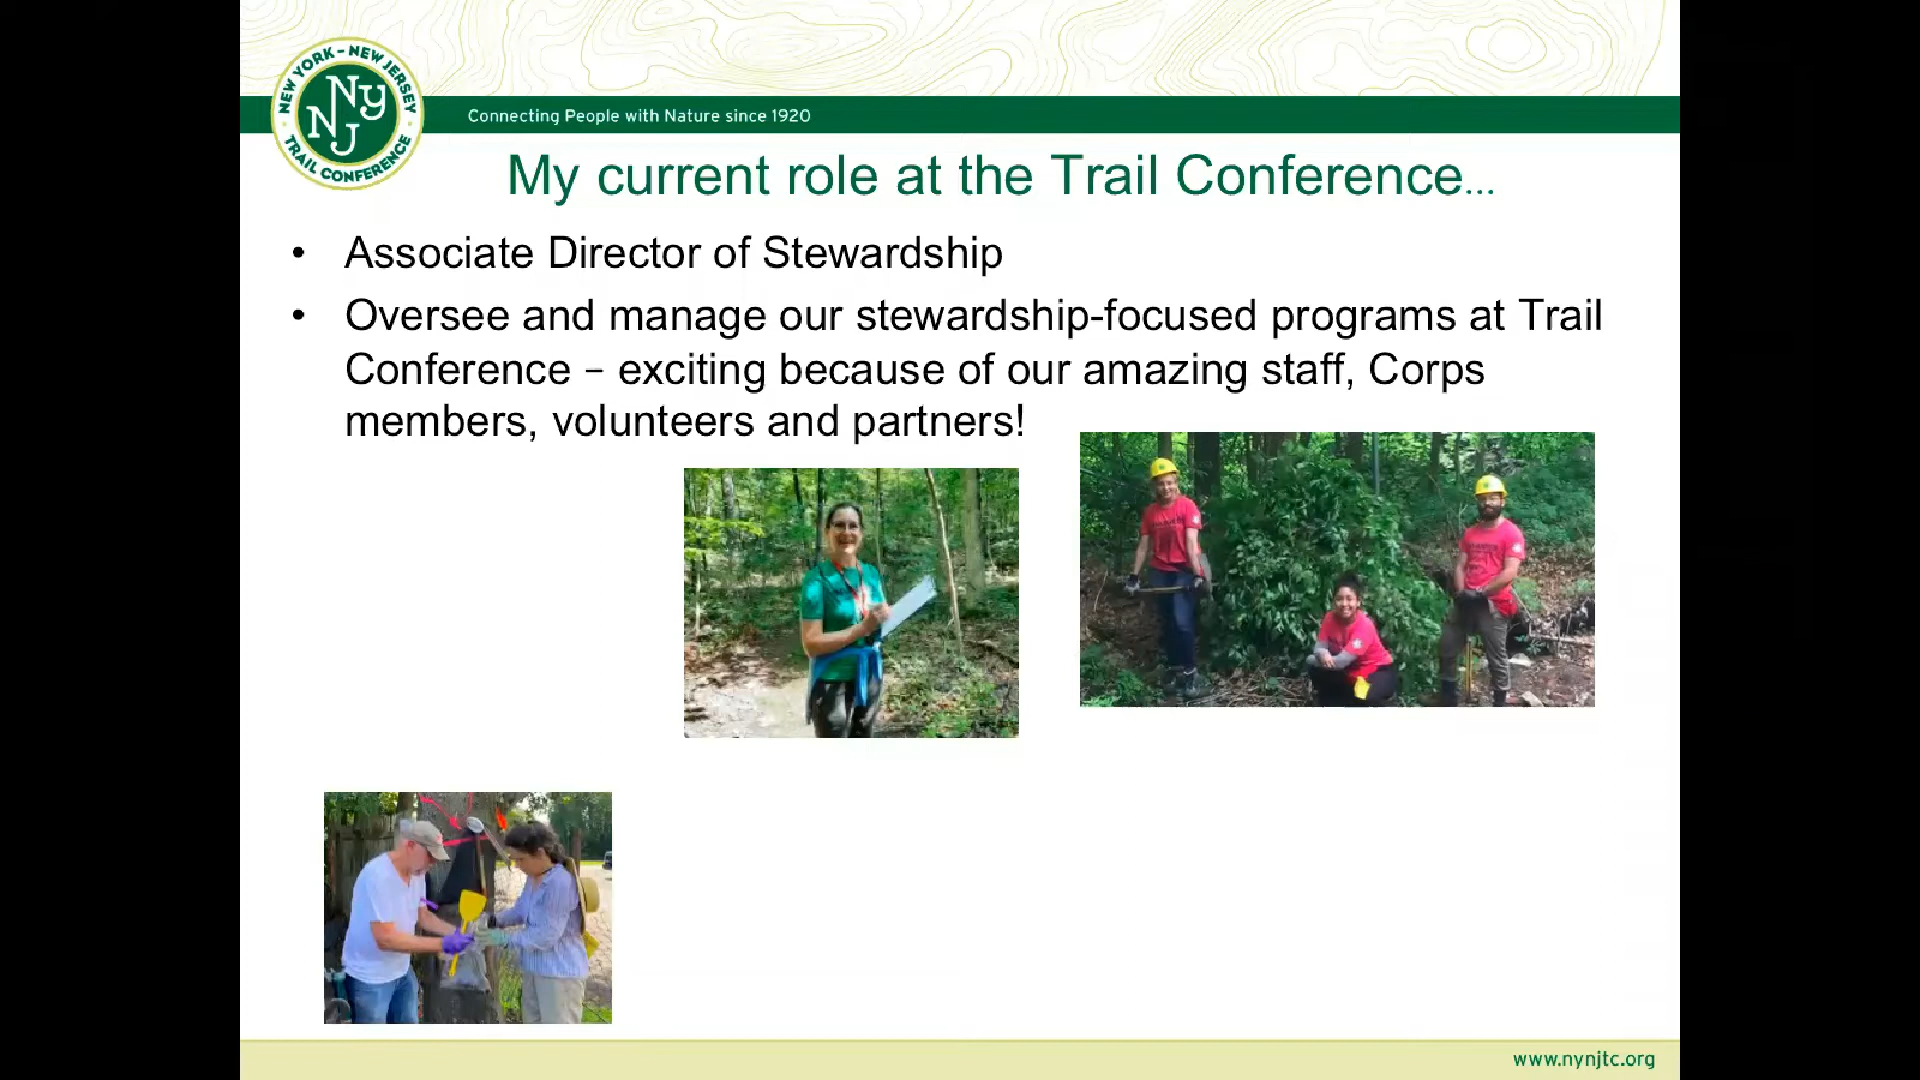 NEW YORK - NEW JERSEY
NY
NJ
TRAIL CONFERENCE
Connecting People with Nature since 1920
My current role at the Trail Conference...
• Associate Director of Stewardship
• Oversee and manage our stewardship-focused programs at Trail
Conference – exciting because of our amazing staff, Corps
members, volunteers and partners!
www.nynjtc.org